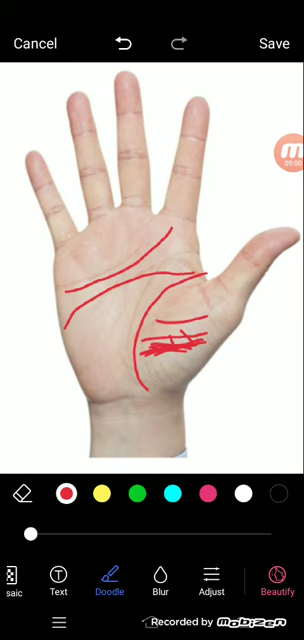 Cancel
Save
m
09:00
saic
Text
Doodle
Blur
Adjust
Beautify
Recorded by mobizen